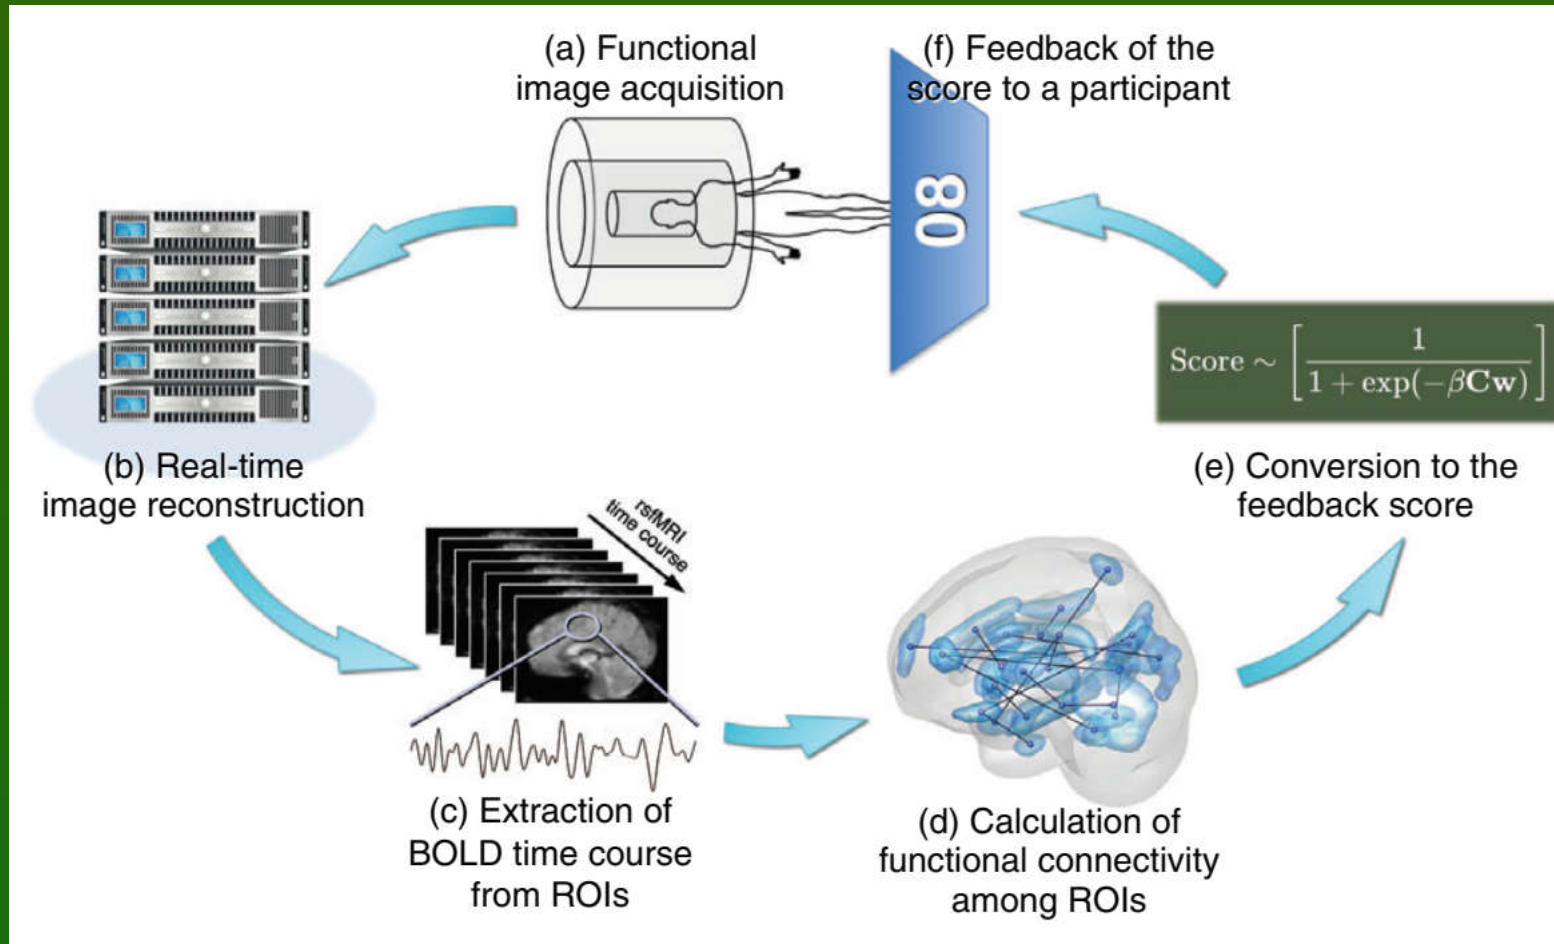 (a) Functional
image acquisition
(f) Feedback of the
score to a participant
80
Score ∼ [1 / (1 + exp(−βCw))]
(b) Real-time
image reconstruction
(e) Conversion to the
feedback score
rsfMRI
time course
(c) Extraction of
BOLD time course
from ROIs
(d) Calculation of
functional connectivity
among ROIs